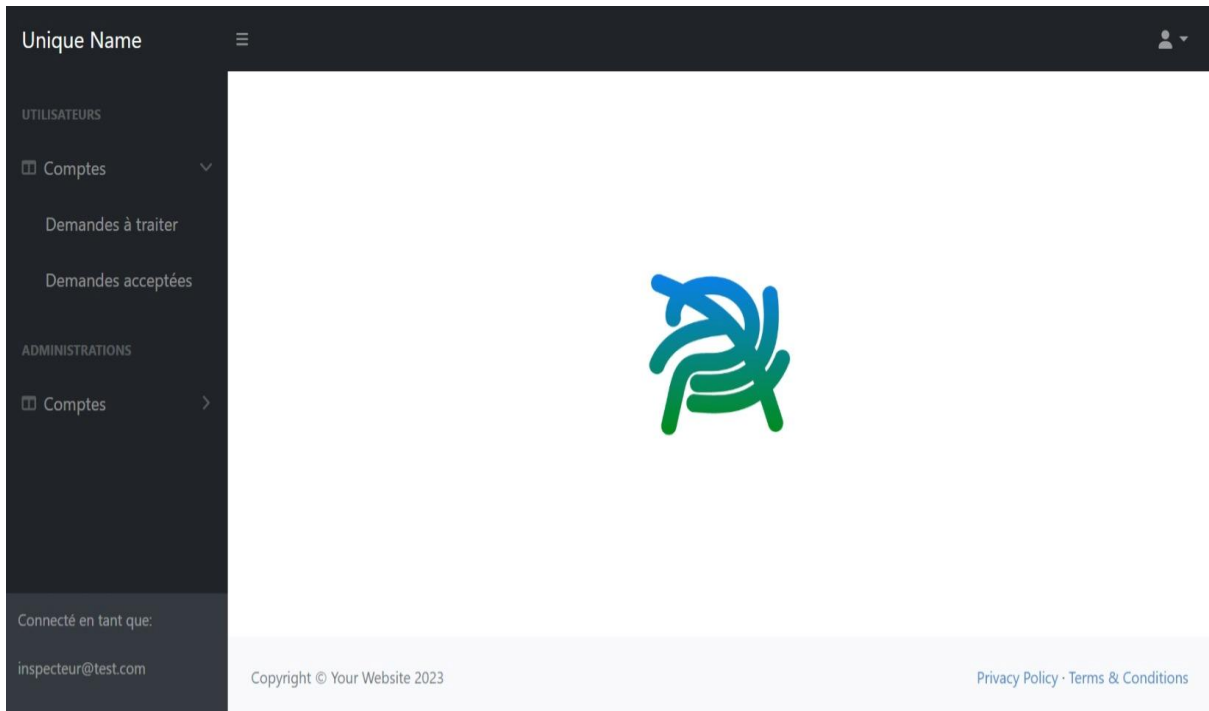 Unique Name
UTILISATEURS
Comptes
Demandes à traiter
Demandes acceptées
ADMINISTRATIONS
Comptes
Connecté en tant que:
inspecteur@test.com
Copyright © Your Website 2023
Privacy Policy · Terms & Conditions